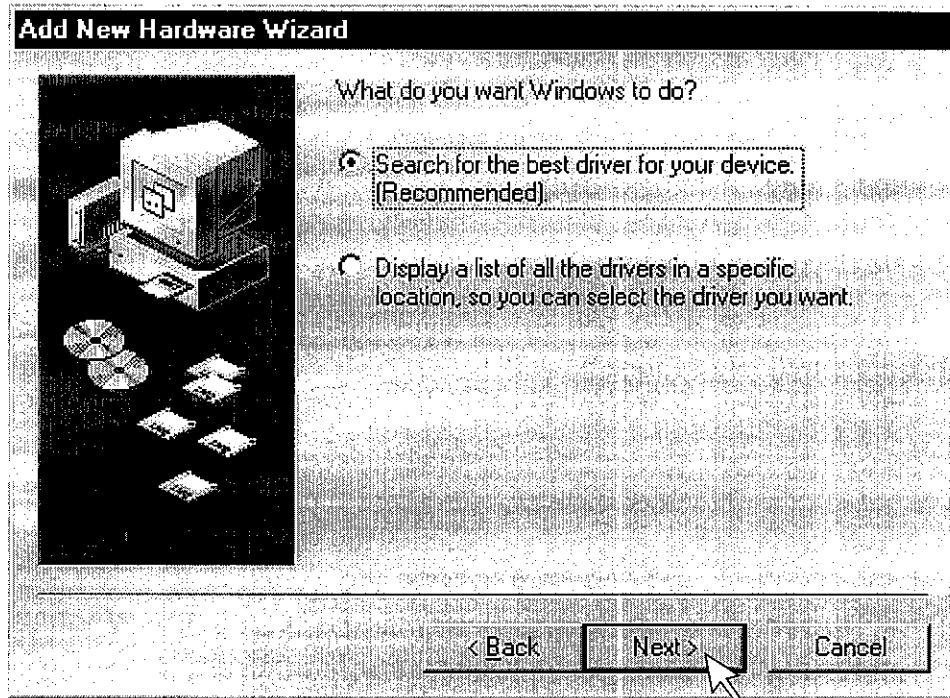 Add New Hardware Wizard
What do you want Windows to do?
Search for the best driver for your device.
(Recommended).
Display a list of all the drivers in a specific
location, so you can select the driver you want.
< Back
Next >
Cancel